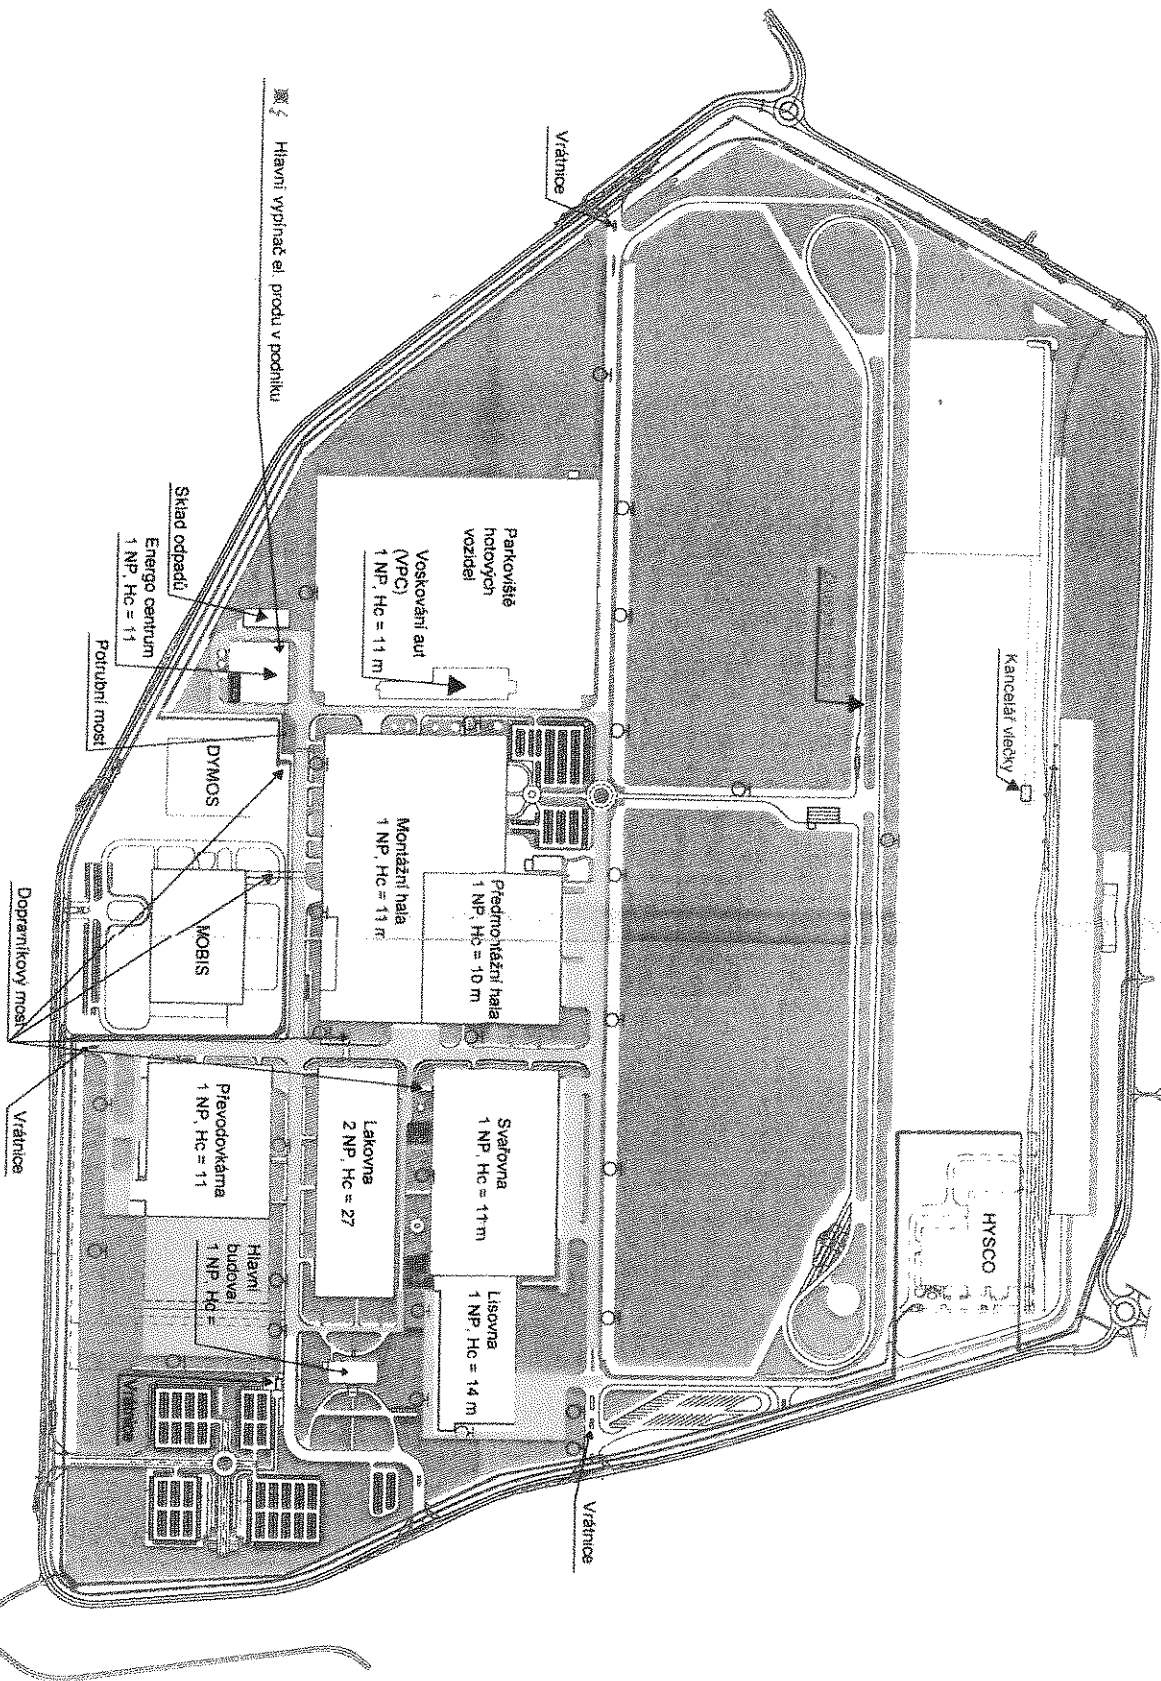 Kancelář vlečky
HYSCO
Vrátnice
Vrátnice
Parkoviště
hotových
vozidel
Voskování aut
(VPC)
1 NP, Hc = 11 m
Předmontážní hala
1 NP, Hc = 10 m
Montážní hala
1 NP, Hc = 11 m
Svařovna
1 NP, Hc = 11 m
Lisovna
1 NP, Hc = 14 m
Lakovna
2 NP, Hc = 27
Hlavní vypínač el. produ v podniku
Sklad odpadů
Energo centrum
1 NP, Hc = 11
Potrubní most
DYMOS
MOBIS
Převodovkárna
1 NP, Hc = 11
Hlavní
budova
1 NP, Hc =
Vrátnice
Dopravníkový most
Vrátnice